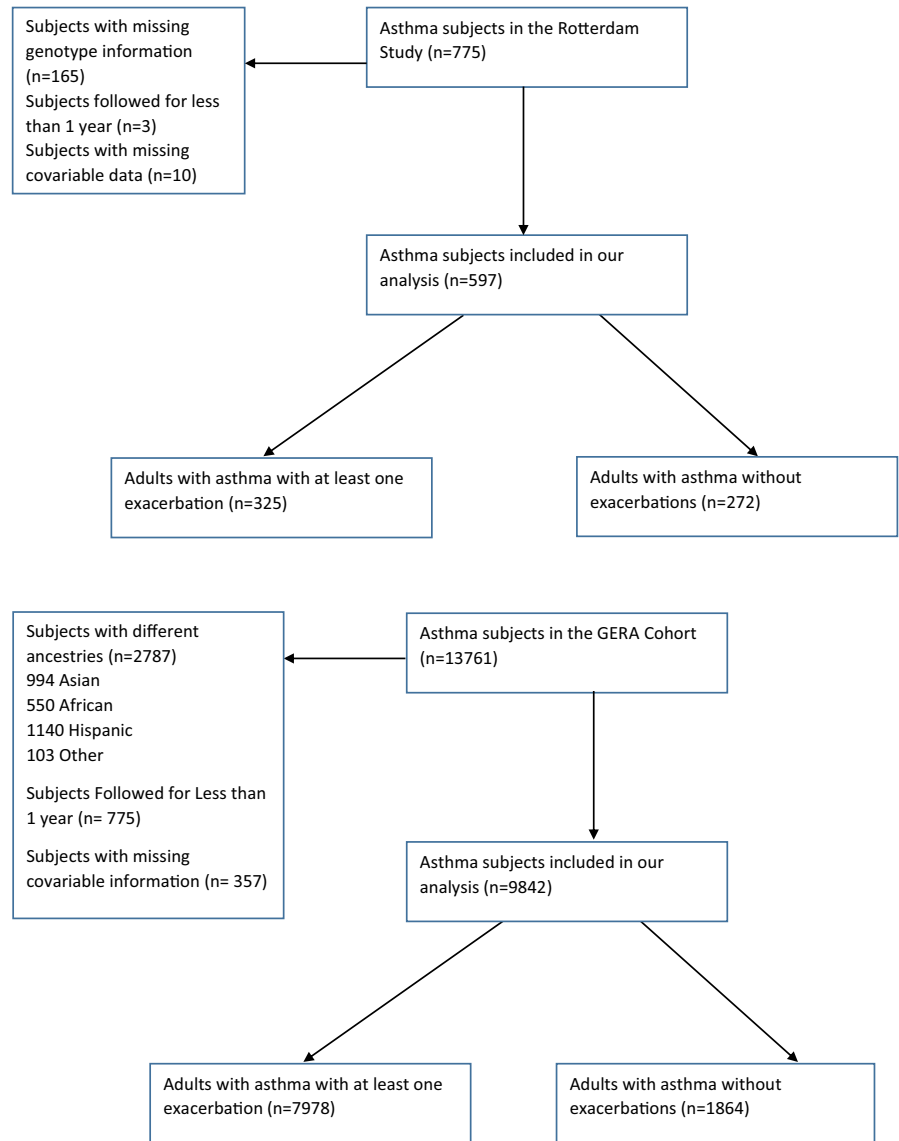 Subjects with missing
genotype information
(n=165)
Subjects followed for less
than 1 year (n=3)
Subjects with missing
covariable data (n=10)
Asthma subjects in the Rotterdam
Study (n=775)
Asthma subjects included in our
analysis (n=597)
Adults with asthma with at least one
exacerbation (n=325)
Adults with asthma without
exacerbations (n=272)
Subjects with different
ancestries (n=2787)
994 Asian
550 African
1140 Hispanic
103 Other
Subjects Followed for Less than
1 year (n= 775)
Subjects with missing
covariable information (n= 357)
Asthma subjects in the GERA Cohort
(n=13761)
Asthma subjects included in our
analysis (n=9842)
Adults with asthma with at least one
exacerbation (n=7978)
Adults with asthma without
exacerbations (n=1864)